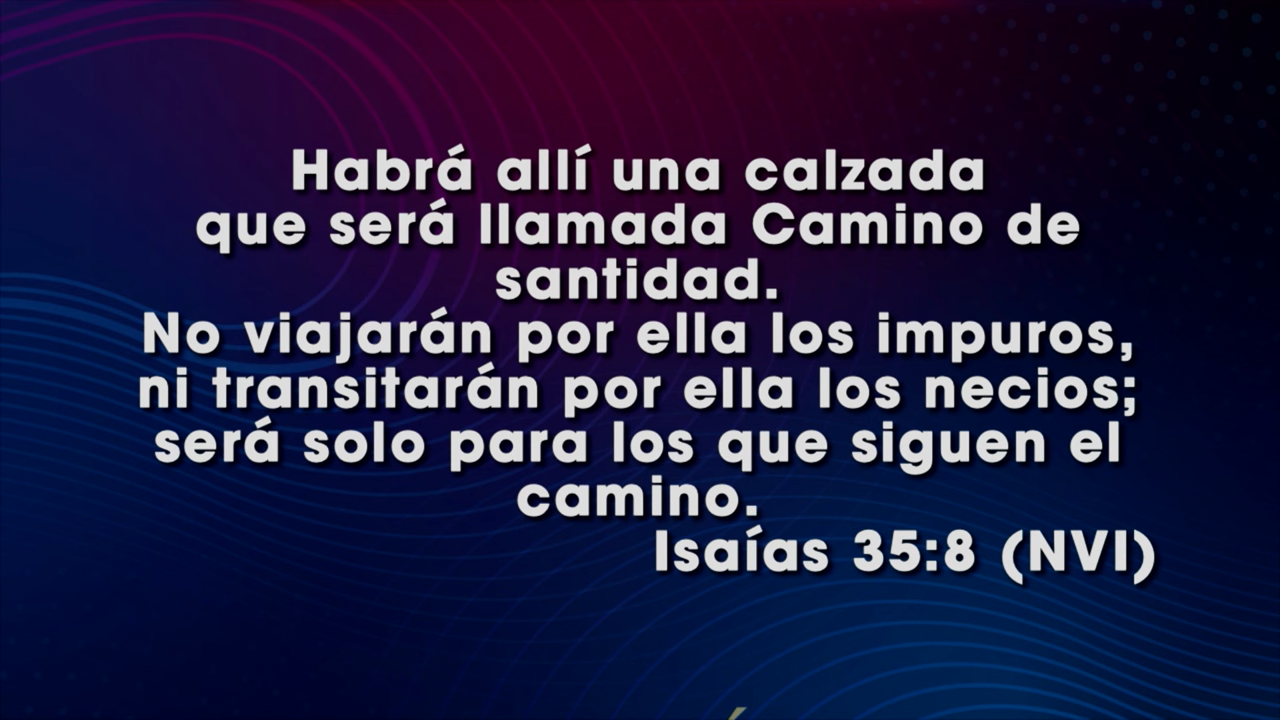 Habrá allí una calzada
que será llamada Camino de
santidad.
No viajarán por ella los impuros,
ni transitarán por ella los necios;
será solo para los que siguen el
camino.
Isaías 35:8 (NVI)